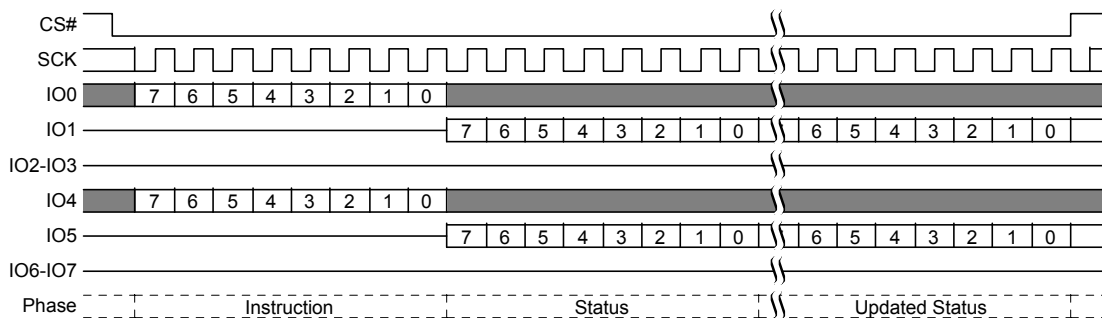 CS#
SCK
IO0 7 6 5 4 3 2 1 0
IO1 7 6 5 4 3 2 1 0 6 5 4 3 2 1 0
IO2-IO3
IO4 7 6 5 4 3 2 1 0
IO5 7 6 5 4 3 2 1 0 6 5 4 3 2 1 0
IO6-IO7
Phase Instruction Status Updated Status